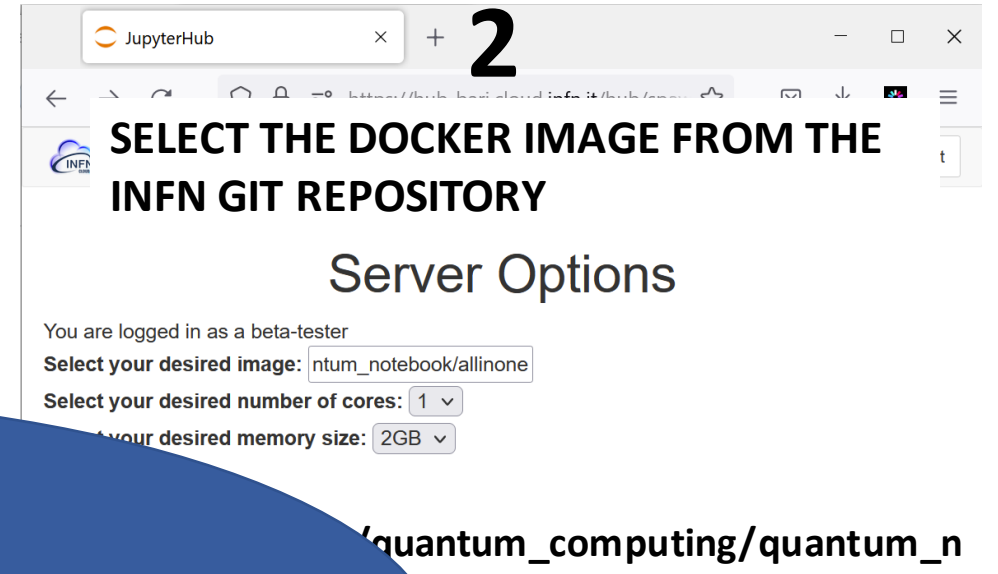 JupyterHub
2
SELECT THE DOCKER IMAGE FROM THE
INFN GIT REPOSITORY
t
Server Options
You are logged in as a beta-tester
Select your desired image: ntum_notebook/allinone
Select your desired number of cores: 1
your desired memory size: 2GB
/quantum_computing/quantum_n